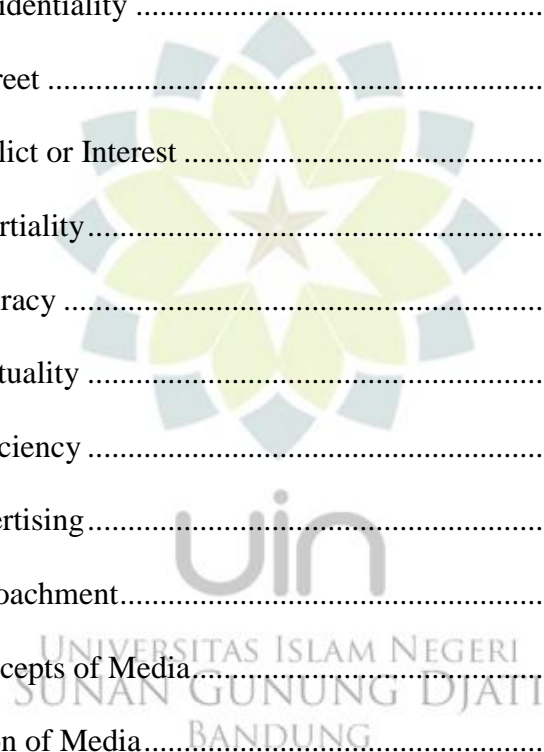 identiality ........................................................
reet ....................................................................
lict or Interest .................................................
rtiality...............................................................
racy ..................................................................
tuality ...............................................................
ciency ...............................................................
ertising..............................................................
uin
oachment..........................................................
UNIVERSITAS ISLAM NEGERI
cepts of Media................................................
SUNAN GUNUNG DJATI
BANDUNG
n of Media.......................................................